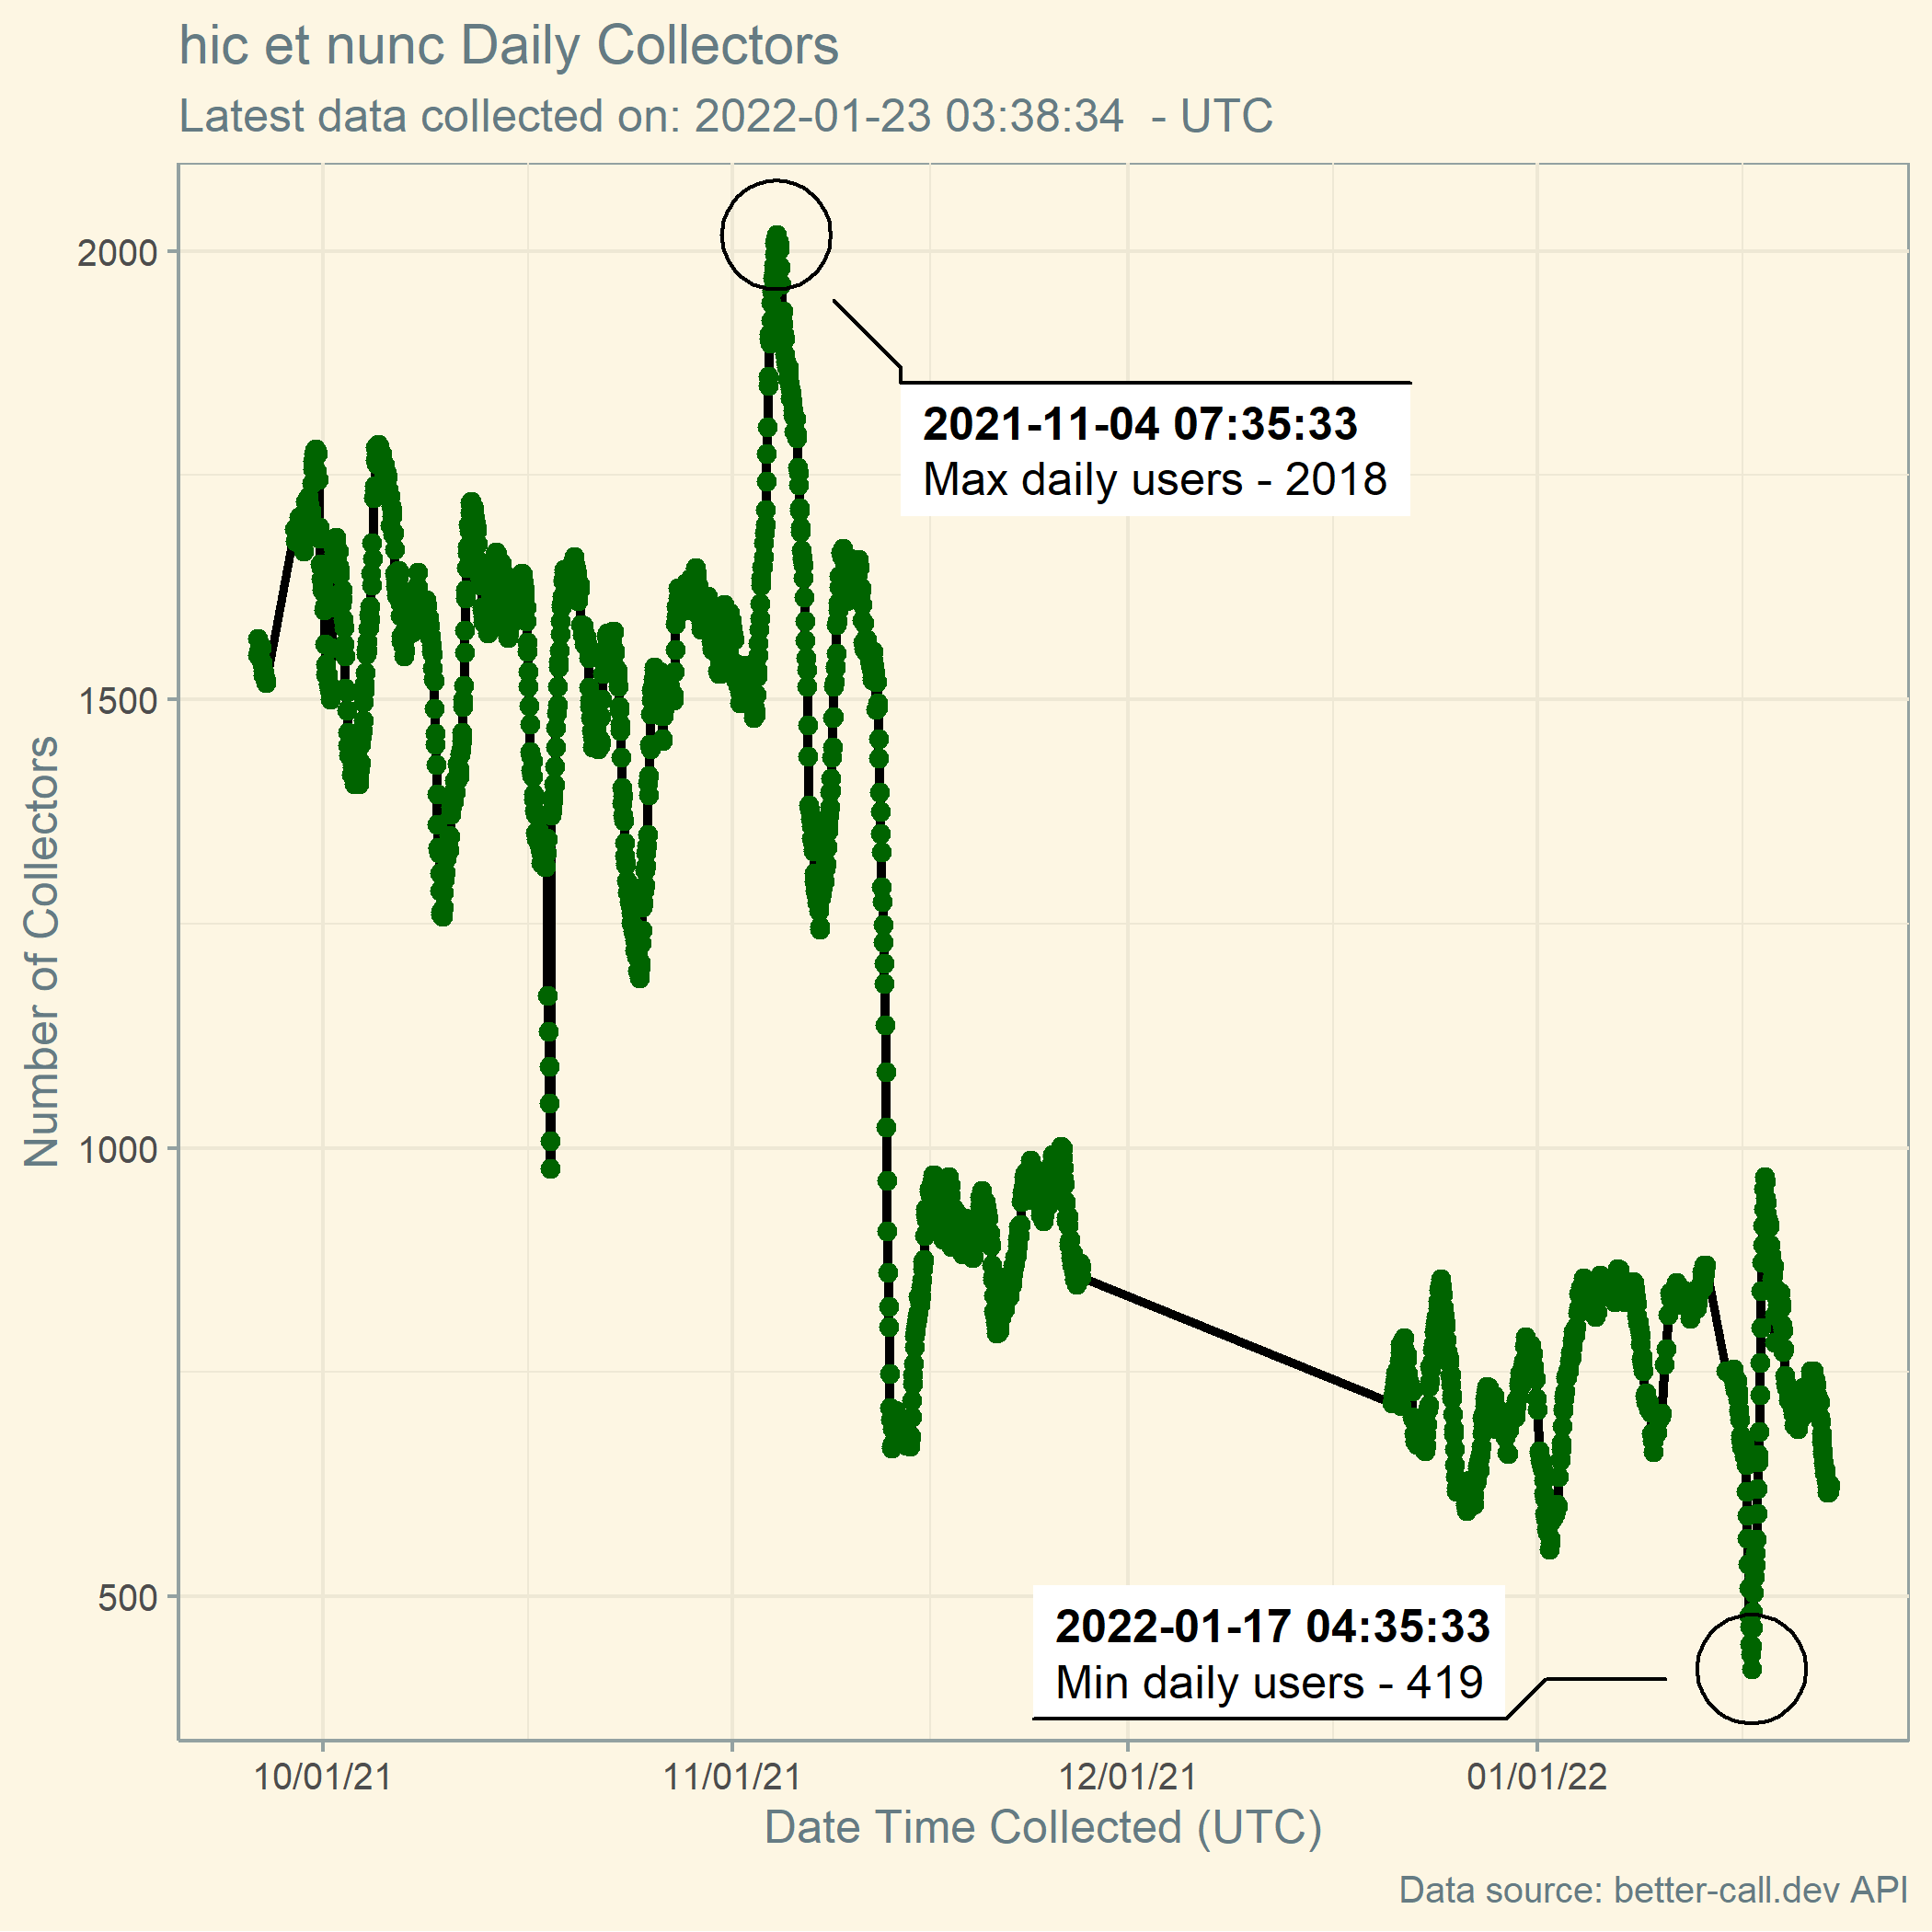 hic et nunc Daily Collectors
Latest data collected on: 2022-01-23 03:38:34  - UTC
2000
1500
1000
500
Number of Collectors
2021-11-04 07:35:33
Max daily users - 2018
2022-01-17 04:35:33
Min daily users - 419
10/01/21
11/01/21
12/01/21
01/01/22
Date Time Collected (UTC)
Data source: better-call.dev API